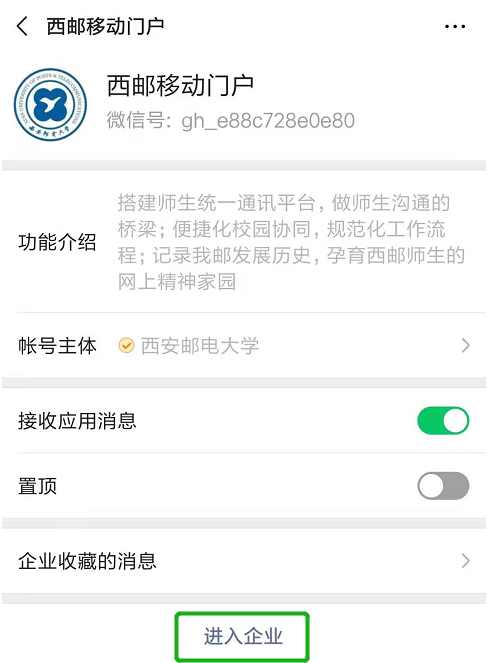 西邮移动门户
西邮移动门户
微信号: gh_e88c728e0e80
功能介绍
搭建师生统一通讯平台，做师生沟通的
桥梁；便捷化校园协同，规范化工作流
程；记录我邮发展历史，孕育西邮师生的
网上精神家园
帐号主体
西安邮电大学
接收应用消息
置顶
企业收藏的消息
进入企业